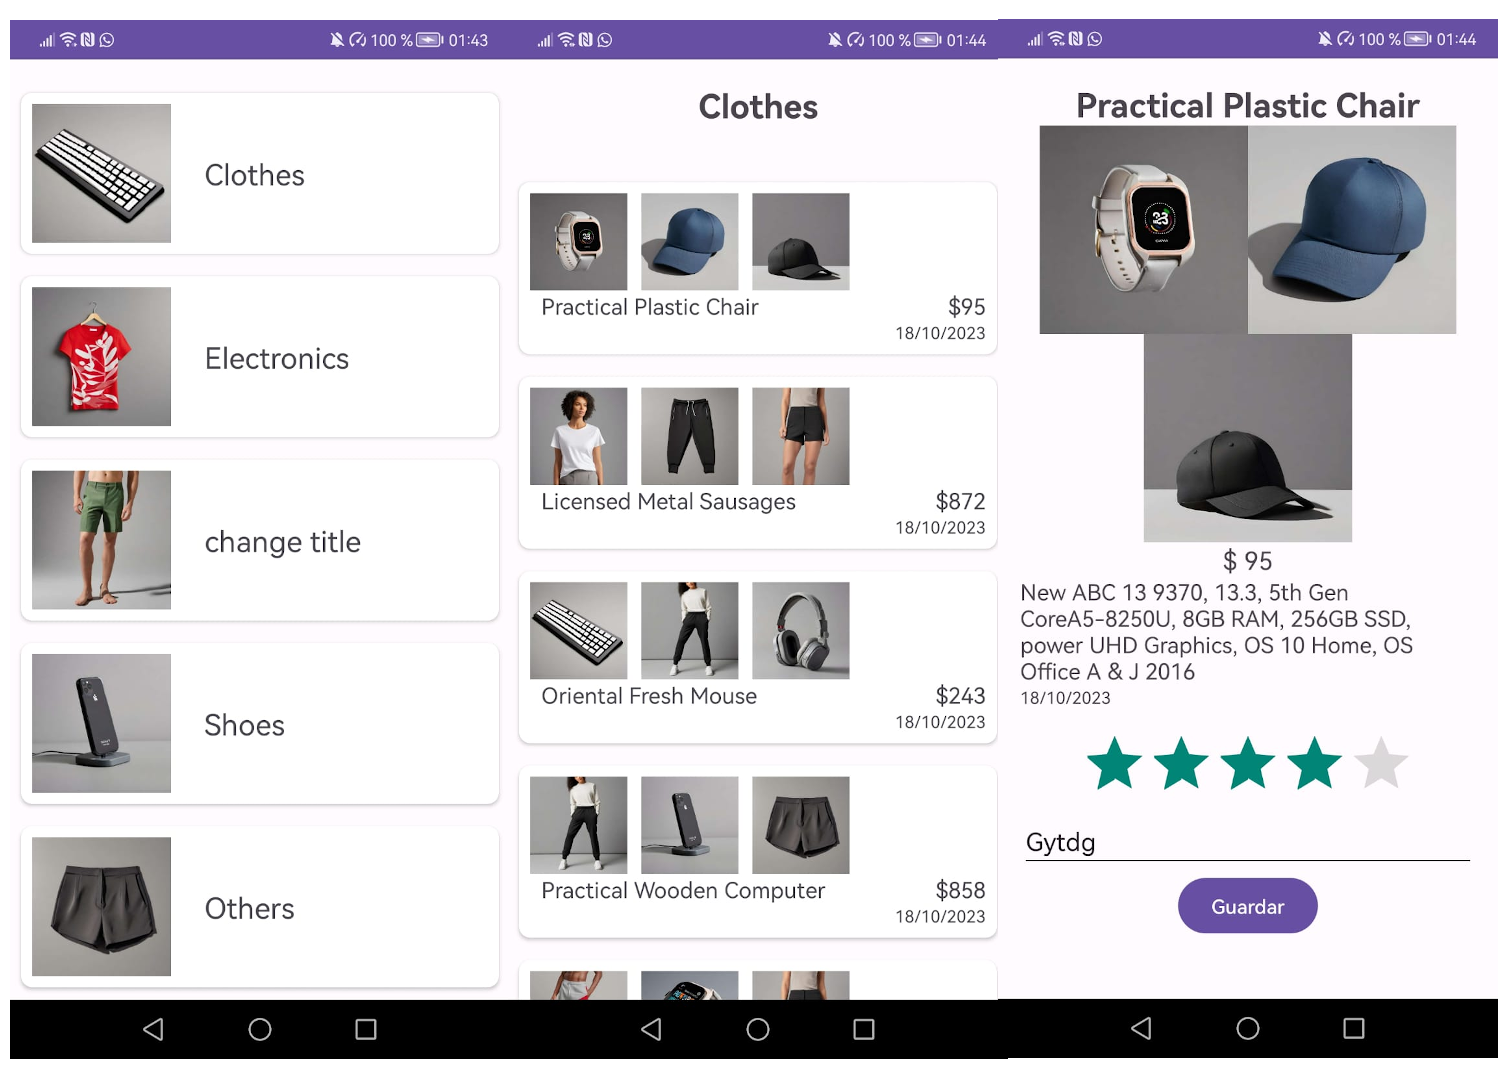 100 % 01:43
Clothes
Electronics
change title
Shoes
Others
100 % 01:44
Clothes
Practical Plastic Chair
$95
18/10/2023
Licensed Metal Sausages
$872
18/10/2023
Oriental Fresh Mouse
$243
18/10/2023
Practical Wooden Computer
$858
18/10/2023
100 % 01:44
Practical Plastic Chair
23
$ 95
New ABC 13 9370, 13.3, 5th Gen
CoreA5-8250U, 8GB RAM, 256GB SSD,
power UHD Graphics, OS 10 Home, OS
Office A & J 2016
18/10/2023
Gytdg
Guardar